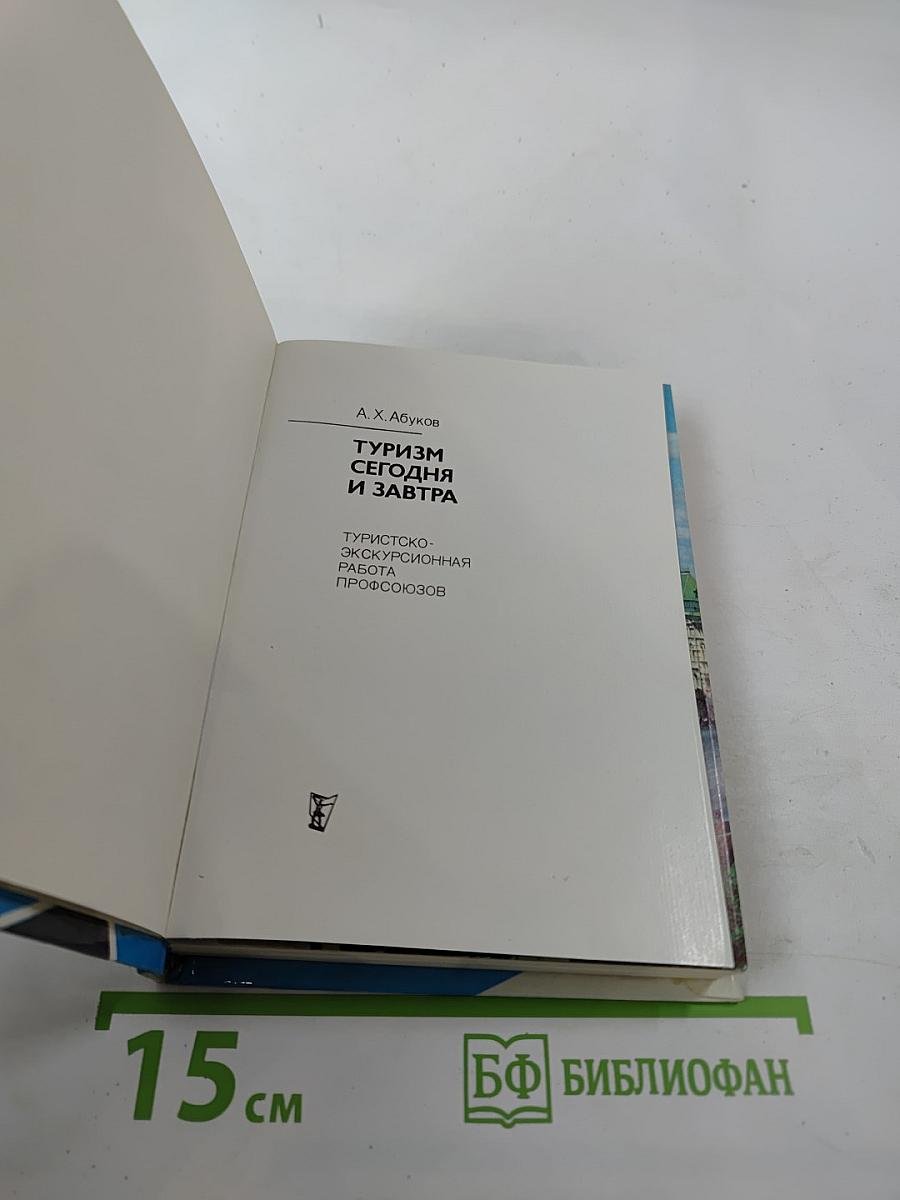 А. Х. Абуков
ТУРИЗМ
СЕГОДНЯ
И ЗАВТРА
ТУРИСТСКО-
ЭКСКУРСИОННАЯ
РАБОТА
ПРОФСОЮЗОВ
15 см
БФ БИБЛИОФАН